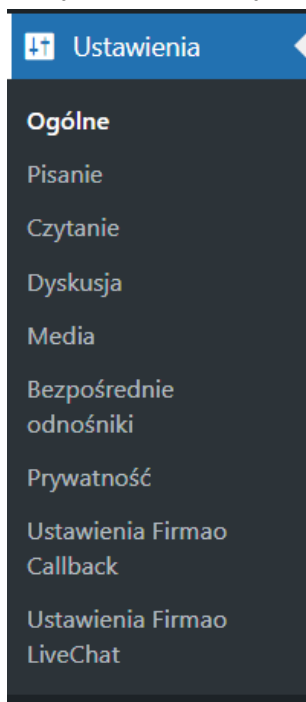 Ustawienia
Ogólne
Pisanie
Czytanie
Dyskusja
Media
Bezpośrednie
odnośniki
Prywatność
Ustawienia Firmao
Callback
Ustawienia Firmao
LiveChat